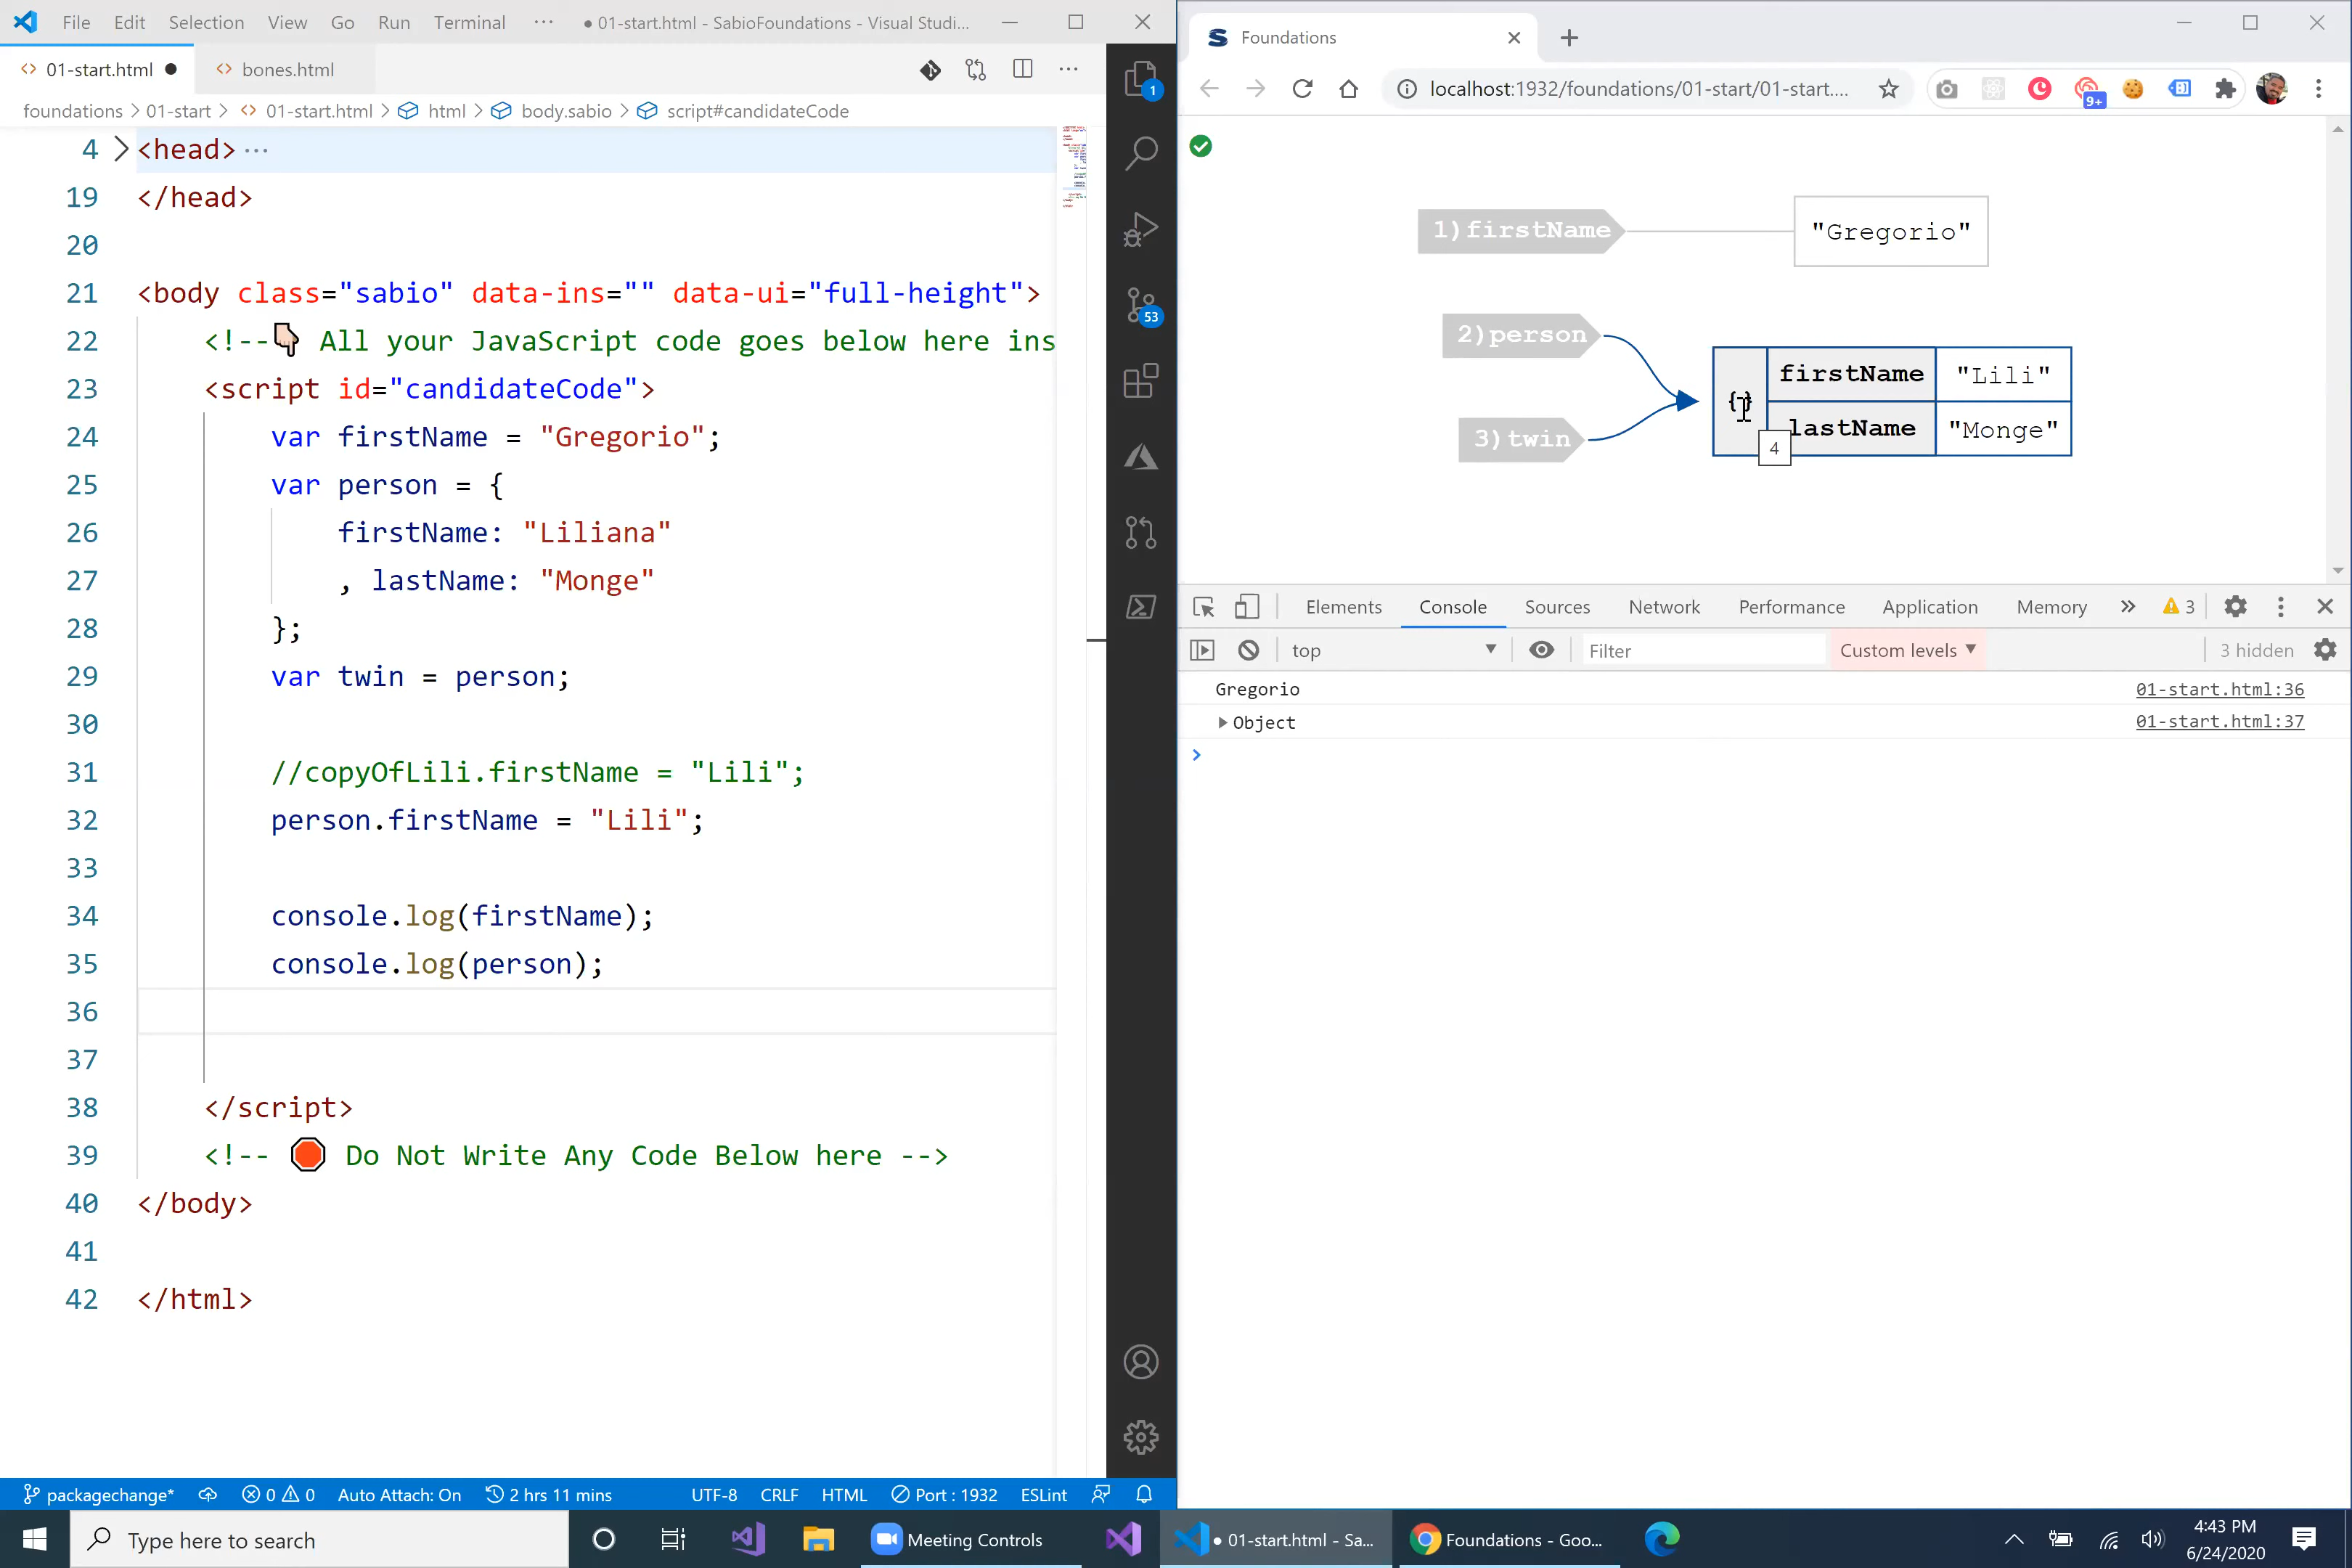 File Edit Selection View Go Run Terminal ··· ● 01-start.html - SabioFoundations - Visual Studi...
01-start.html ● bones.html
foundations > 01-start > 01-start.html > html > body.sabio > script#candidateCode
4 <head> ···
19 </head>
20
21 <body class="sabio" data-ins="" data-ui="full-height">
22 <!--👇🏻 All your JavaScript code goes below here ins
23 <script id="candidateCode">
24 var firstName = "Gregorio";
25 var person = {
26 firstName: "Liliana"
27 , lastName: "Monge"
28 };
29 var twin = person;
30
31 //copyOfLili.firstName = "Lili";
32 person.firstName = "Lili";
33
34 console.log(firstName);
35 console.log(person);
36
37
38 </script>
39 <!-- 🛑 Do Not Write Any Code Below here -->
40 </body>
41
42 </html>
1
53
packagechange* 0 0 Auto Attach: On 2 hrs 11 mins UTF-8 CRLF HTML Port : 1932 ESLint
Foundations
localhost:1932/foundations/01-start/01-start....
9+
1)firstName "Gregorio"
2)person
3)twin
{} firstName "Lili"
lastName "Monge"
4
Elements Console Sources Network Performance Application Memory » 3
top Filter Custom levels 3 hidden
Gregorio 01-start.html:36
Object 01-start.html:37
Type here to search
Meeting Controls
● 01-start.html - Sa...
Foundations - Goo...
4:43 PM
6/24/2020